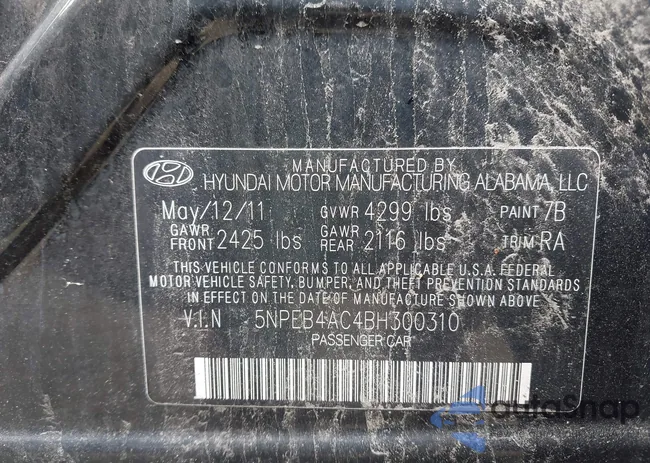 MANUFACTURED BY
HYUNDAI MOTOR MANUFACTURING ALABAMA, LLC
May/12/11 GVWR 4299 lbs PAINT 7B
GAWR FRONT 2425 lbs GAWR REAR 2116 lbs TRIM RA
THIS VEHICLE CONFORMS TO ALL APPLICABLE U.S.A. FEDERAL
MOTOR VEHICLE SAFETY, BUMPER, AND THEFT PREVENTION STANDARDS
IN EFFECT ON THE DATE OF MANUFACTURE SHOWN ABOVE.
V.I.N 5NPEB4AC4BH300310
PASSENGER CAR
autoSnap